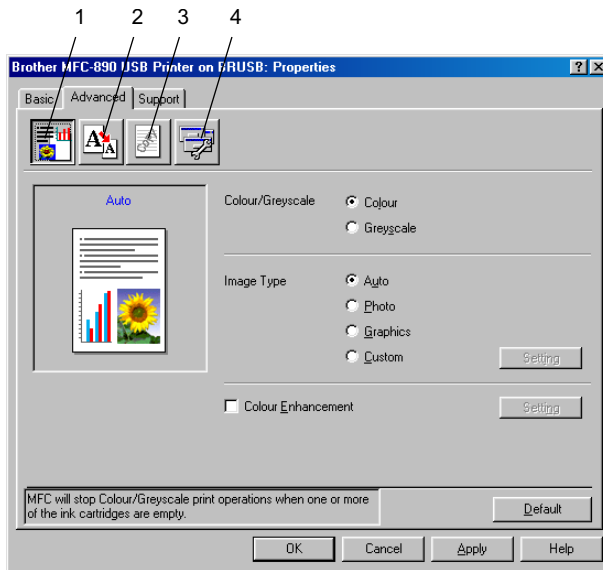 1 2 3 4
Brother MFC-890 USB Printer on BRUSB: Properties
Basic Advanced Support
A A
Auto
Colour/Greyscale
Colour
Greyscale
Image Type
Auto
Photo
Graphics
Custom
Setting
Colour Enhancement
Setting
MFC will stop Colour/Greyscale print operations when one or more
of the ink cartridges are empty.
Default
OK Cancel Apply Help